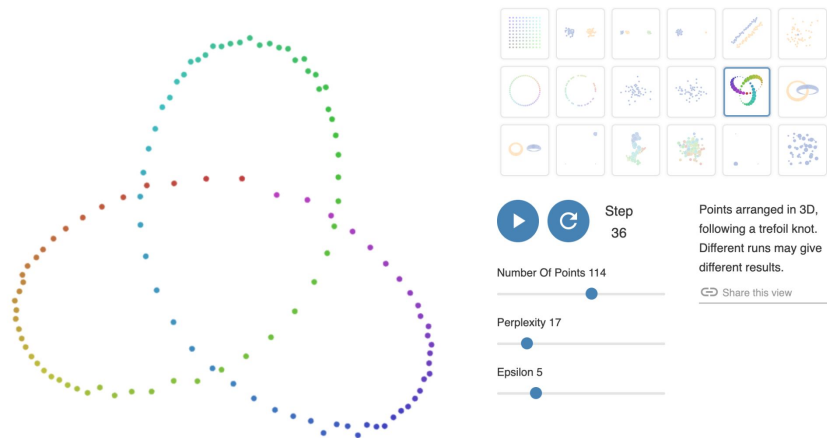 Step
36
Points arranged in 3D,
following a trefoil knot.
Different runs may give
different results.
Share this view
Number Of Points 114
Perplexity 17
Epsilon 5